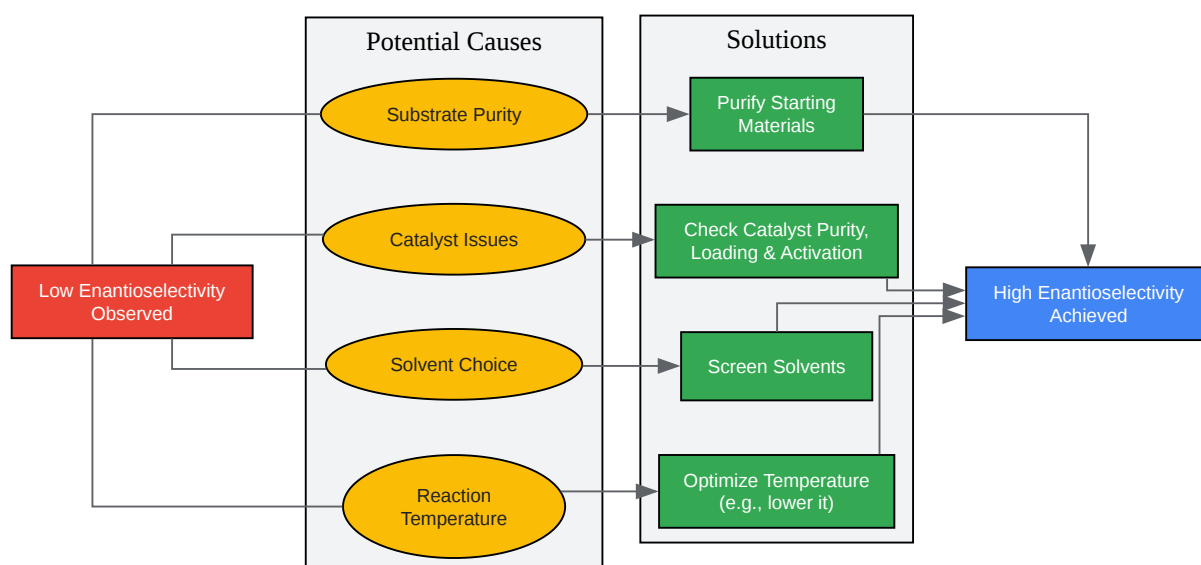 Potential Causes
Solutions
Substrate Purity
Purify Starting
Materials
Catalyst Issues
Check Catalyst Purity,
Loading & Activation
Low Enantioselectivity
Observed
High Enantioselectivity
Achieved
Solvent Choice
Screen Solvents
Reaction
Temperature
Optimize Temperature
(e.g., lower it)